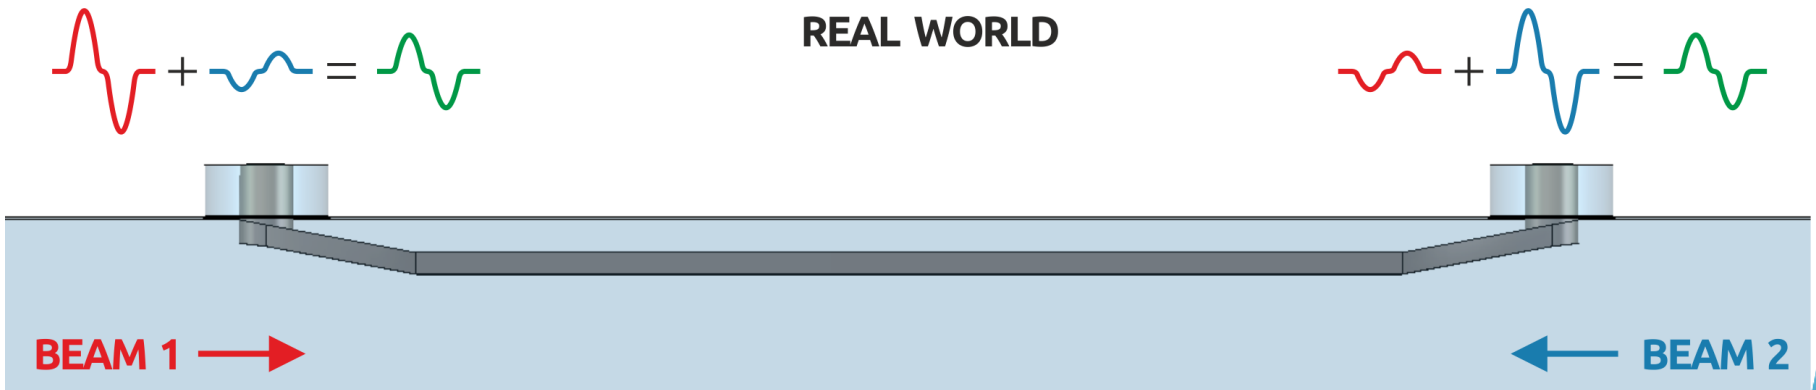 REAL WORLD
+ =
+ =
BEAM 1
BEAM 2